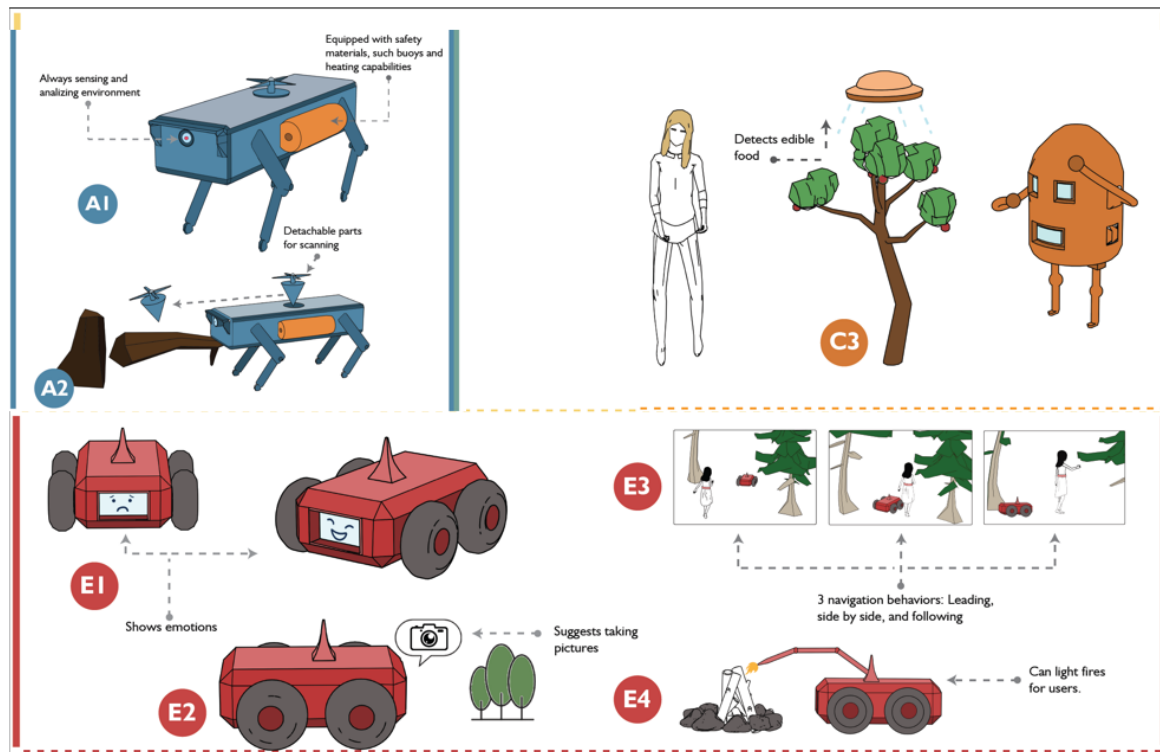 Equipped with safety
materials, such buoys and
heating capabilities
Always sensing and
analizing environment
A1
Detachable parts
for scanning
A2
Detects edible
food
C3
E1
Shows emotions
E2
Suggests taking
pictures
E3
3 navigation behaviors: Leading,
side by side, and following
E4
Can light fires
for users.